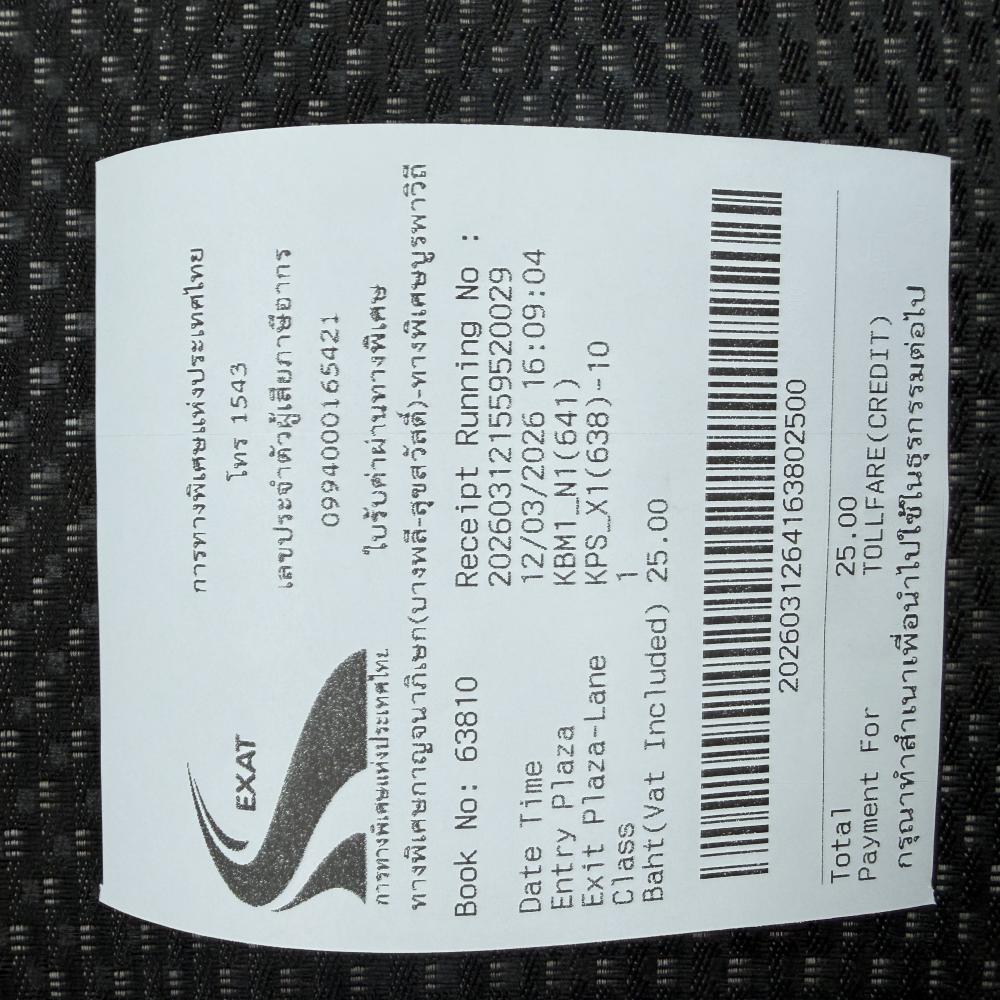 EXAT
การทางพิเศษแห่งประเทศไทย
การทางพิเศษแห่งประเทศไทย
โทร 1543
เลขประจำตัวผู้เสียภาษีอากร
0994000165421
ใบรับค่าผ่านทางพิเศษ
ทางพิเศษกาญจนาภิเษก(บางพลี-สุขสวัสดิ์)-ทางพิเศษบูรพาวิถี
Book No: 63810 Receipt Running No :
202603121559520029
Date Time 12/03/2026 16:09:04
Entry Plaza KBM1_N1(641)
Exit Plaza-Lane KPS_X1(638)-10
Class 1
Baht(Vat Included) 25.00
2026031264163802500
Total 25.00
Payment For TOLLFARE(CREDIT)
กรุณาทำสำเนาเพื่อนำไปใช้ในธุรกรรมต่อไป